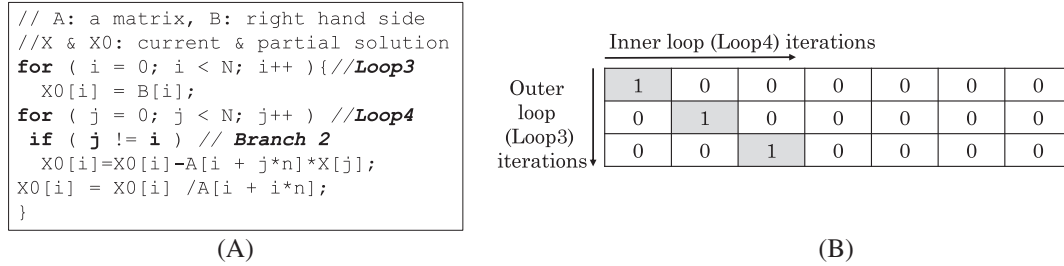 // A: a matrix, B: right hand side
//X & X0: current & partial solution
for ( i = 0; i < N; i++ ){//Loop3
X0[i] = B[i];
for ( j = 0; j < N; j++ ) //Loop4
if ( j != i ) // Branch 2
X0[i]=X0[i]-A[i + j*n]*X[j];
X0[i] = X0[i] /A[i + i*n];
}
(A)
Inner loop (Loop4) iterations
Outer
loop
(Loop3)
iterations
1 0 0 0 0 0 0
0 1 0 0 0 0 0
0 0 1 0 0 0 0
(B)